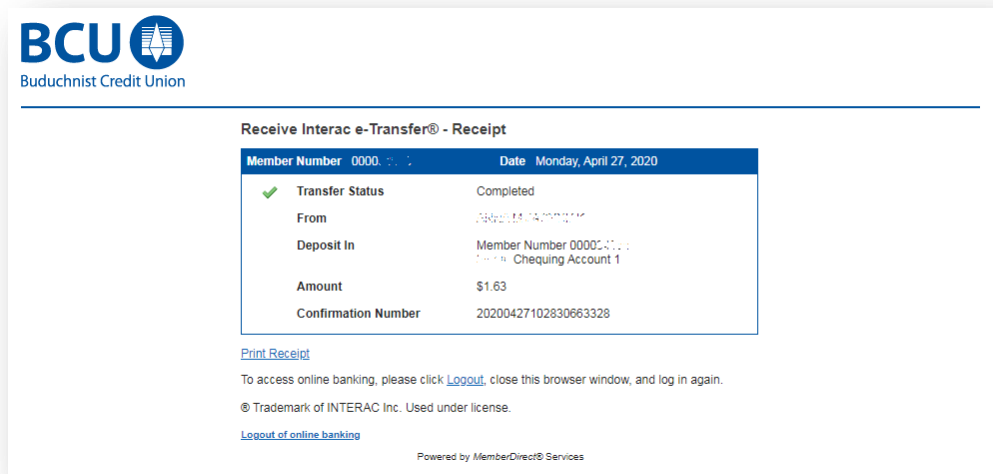 BCU
Buduchnist Credit Union
Receive Interac e-Transfer® - Receipt
Member Number 0000 Date Monday, April 27, 2020
Transfer Status Completed
From
Deposit In Member Number 0000
Chequing Account 1
Amount $1.63
Confirmation Number 20200427102830663328
Print Receipt
To access online banking, please click Logout, close this browser window, and log in again.
® Trademark of INTERAC Inc. Used under license.
Logout of online banking
Powered by MemberDirect® Services